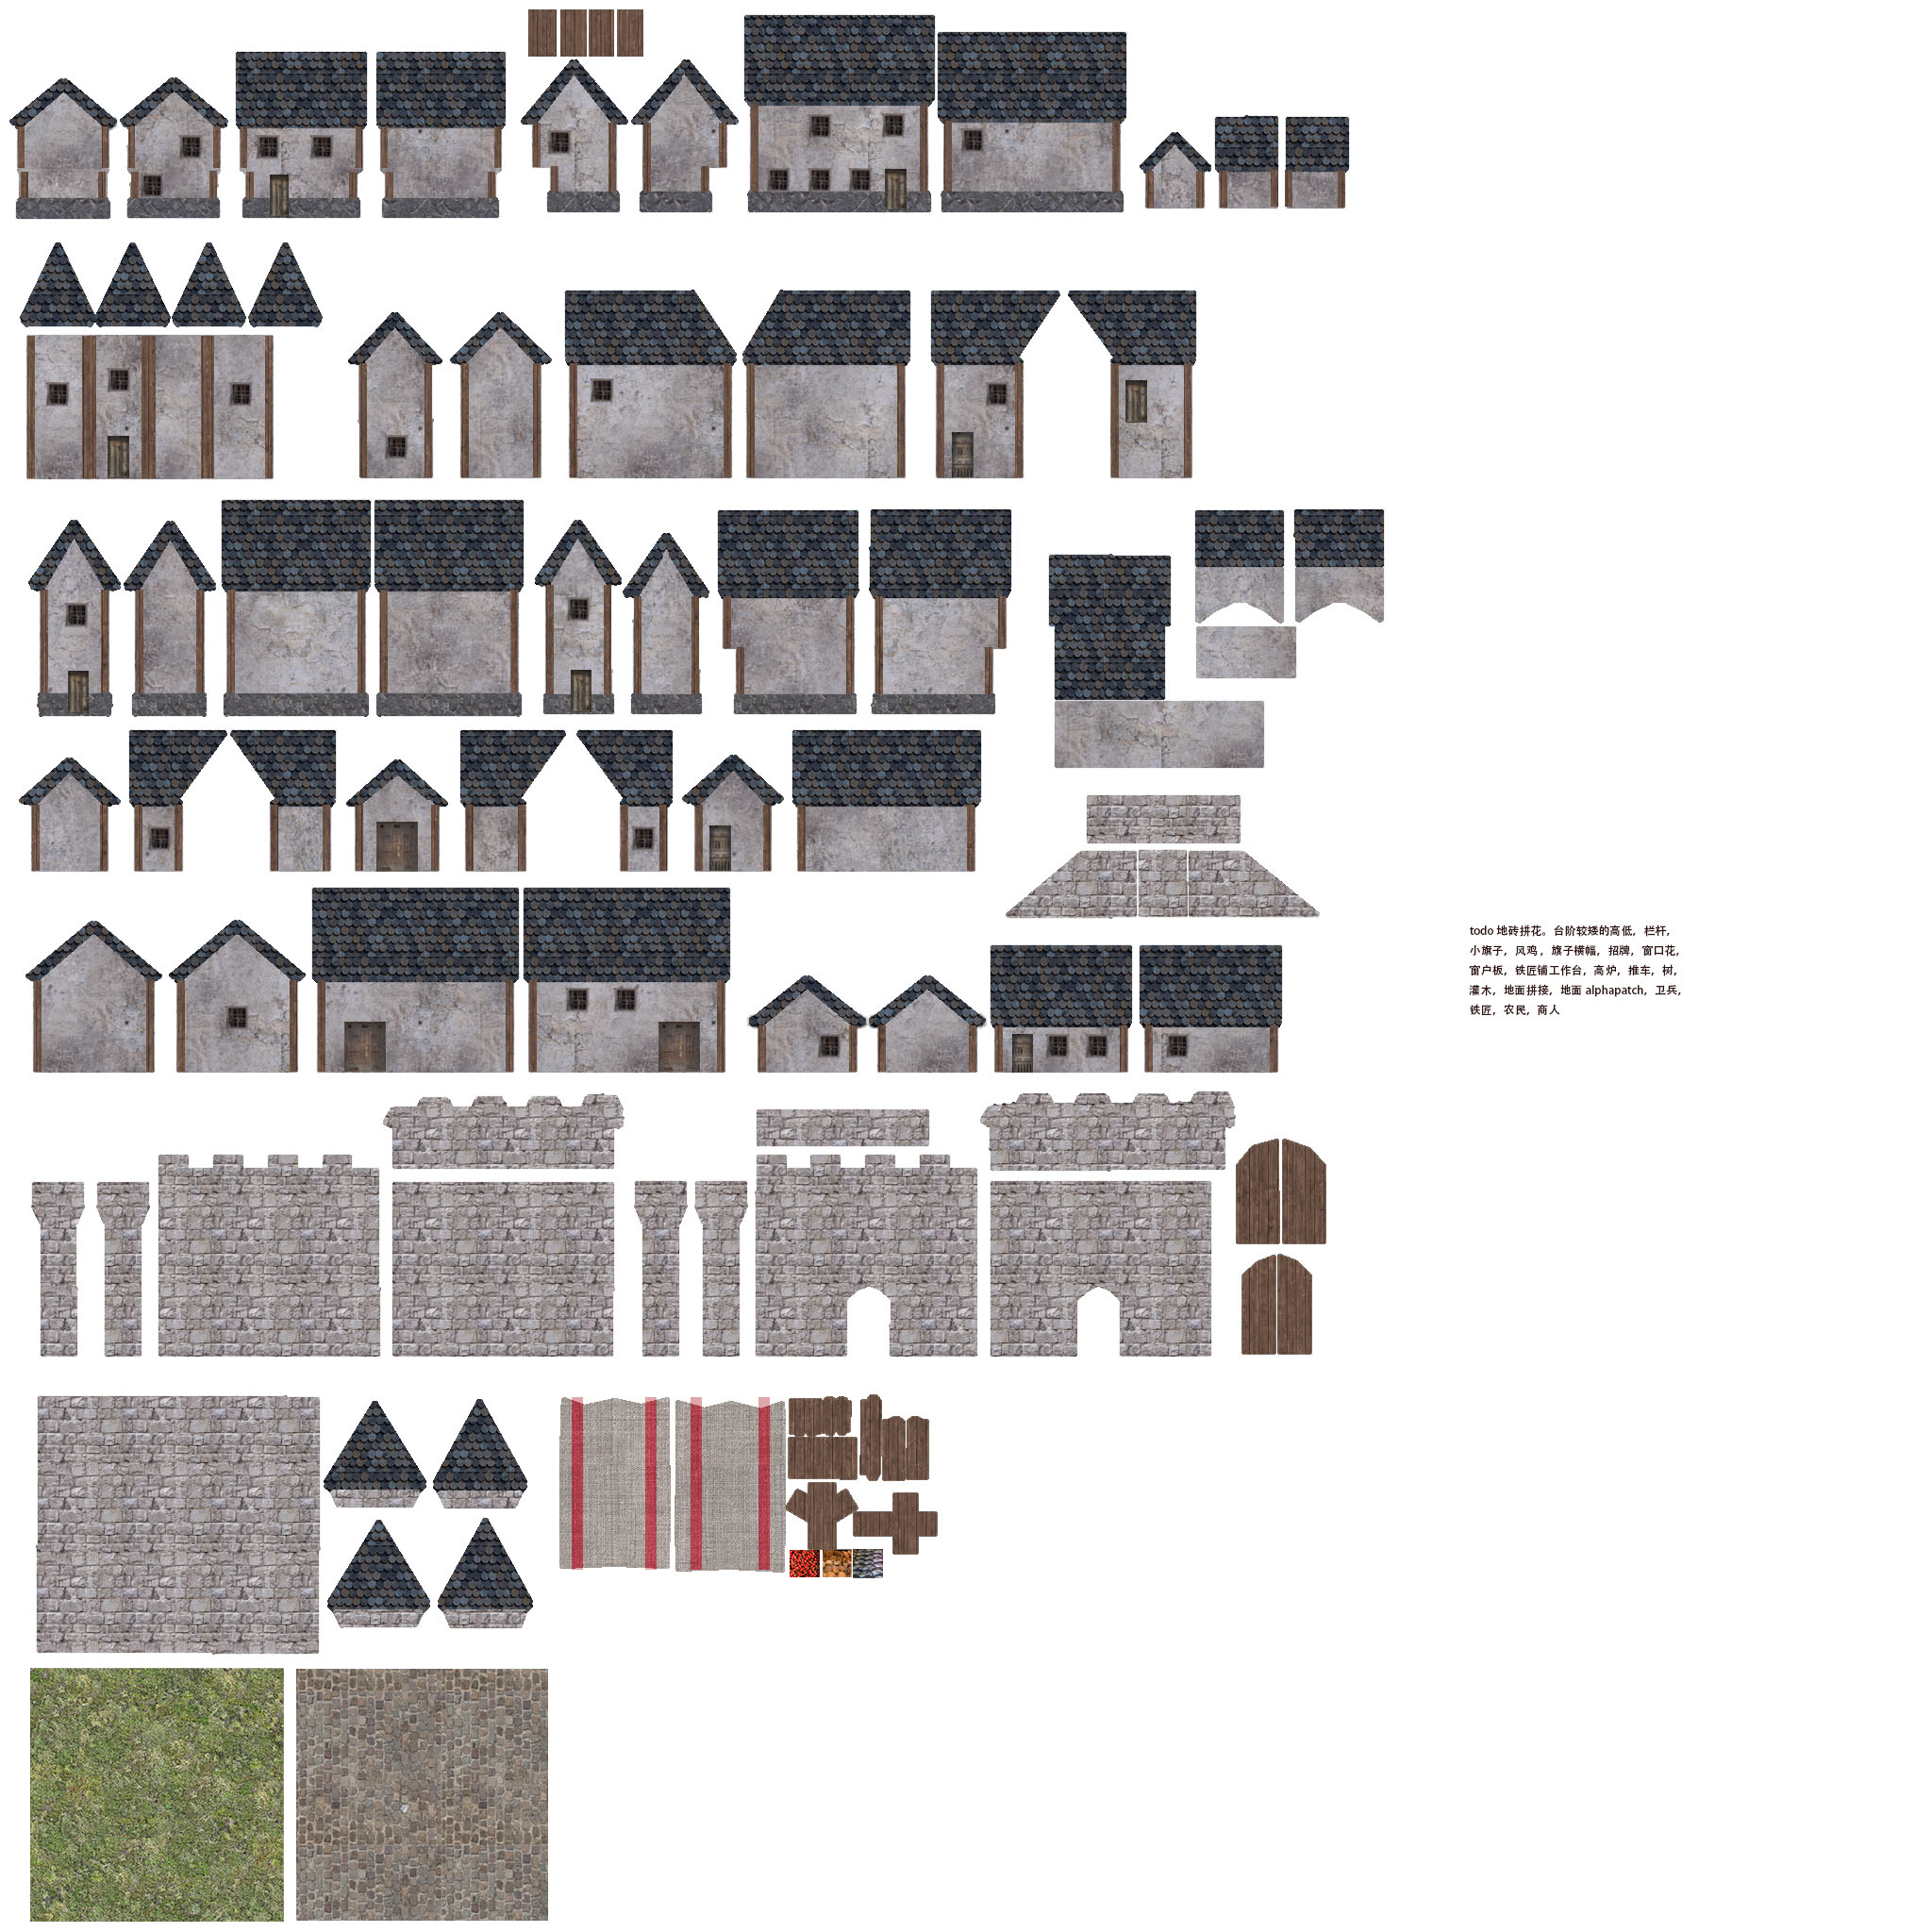 todo 地砖拼花。台阶较矮的高低，栏杆，
小旗子，风鸡，旗子横幅，招牌，窗口花，
窗户板，铁匠铺工作台，高炉，推车，树，
灌木，地面拼接，地面 alphapatch，卫兵，
铁匠，农民，商人